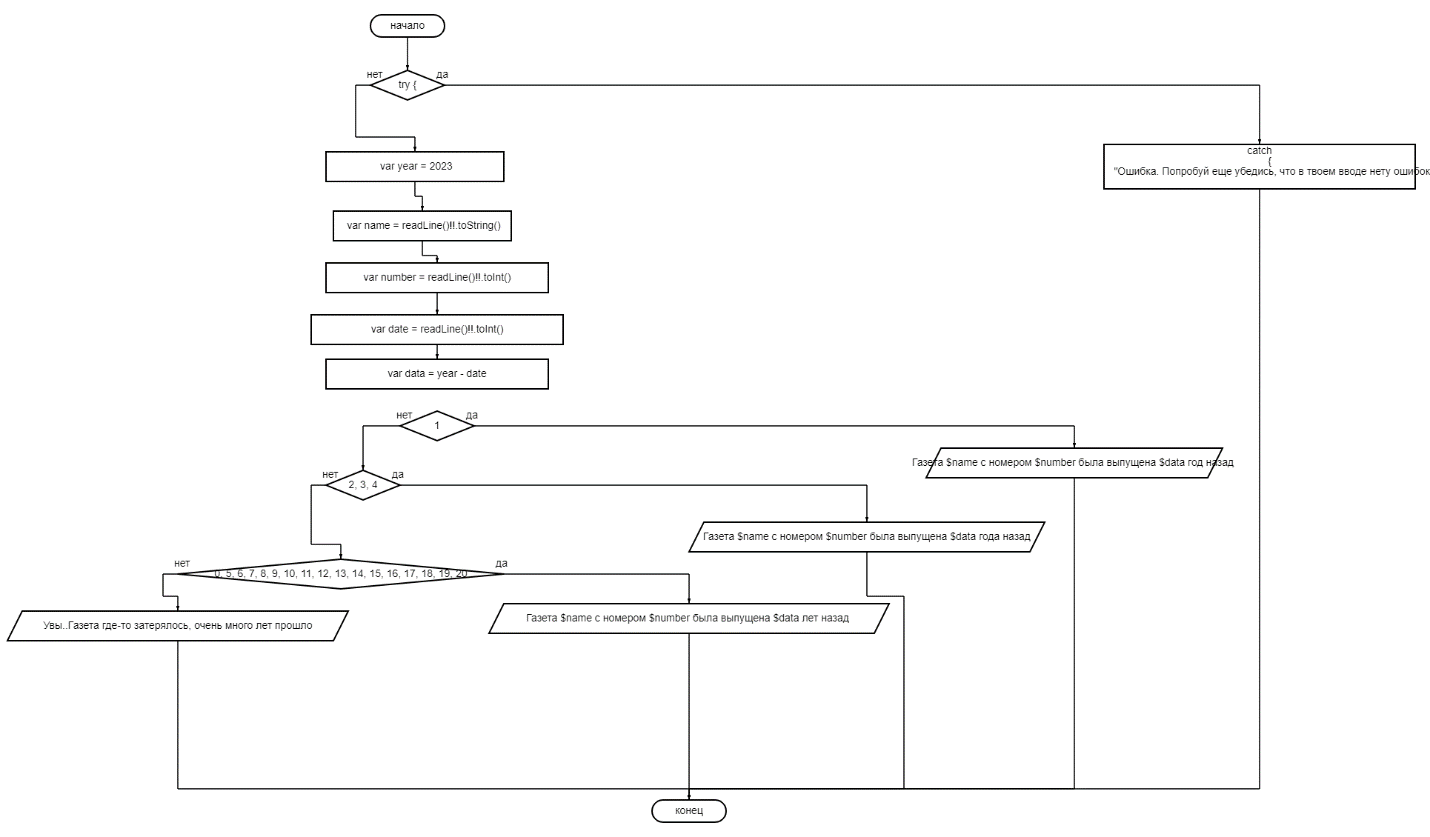 начало
нет
да
try {
var year = 2023
catch
{
"Ошибка. Попробуй еще убедись, что в твоем вводе нету ошибок
var name = readLine()!!.toString()
var number = readLine()!!.toInt()
var date = readLine()!!.toInt()
var data = year - date
нет
да
1
Газета $name с номером $number была выпущена $data год назад
нет
да
2, 3, 4
Газета $name с номером $number была выпущена $data года назад
нет
да
0, 5, 6, 7, 8, 9, 10, 11, 12, 13, 14, 15, 16, 17, 18, 19, 20
Увы..Газета где-то затерялось, очень много лет прошло
Газета $name с номером $number была выпущена $data лет назад
конец